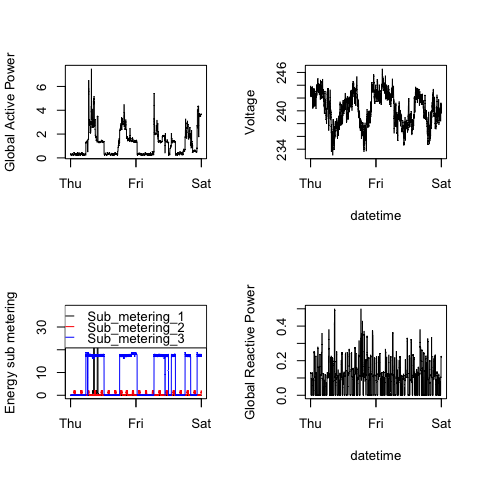 Global Active Power
6
4
2
0
Thu
Fri
Sat
Voltage
246
240
234
Thu
Fri
Sat
datetime
Energy sub metering
30
10
0
Sub_metering_1
Sub_metering_2
Sub_metering_3
Thu
Fri
Sat
Global Reactive Power
0.4
0.2
0.0
Thu
Fri
Sat
datetime